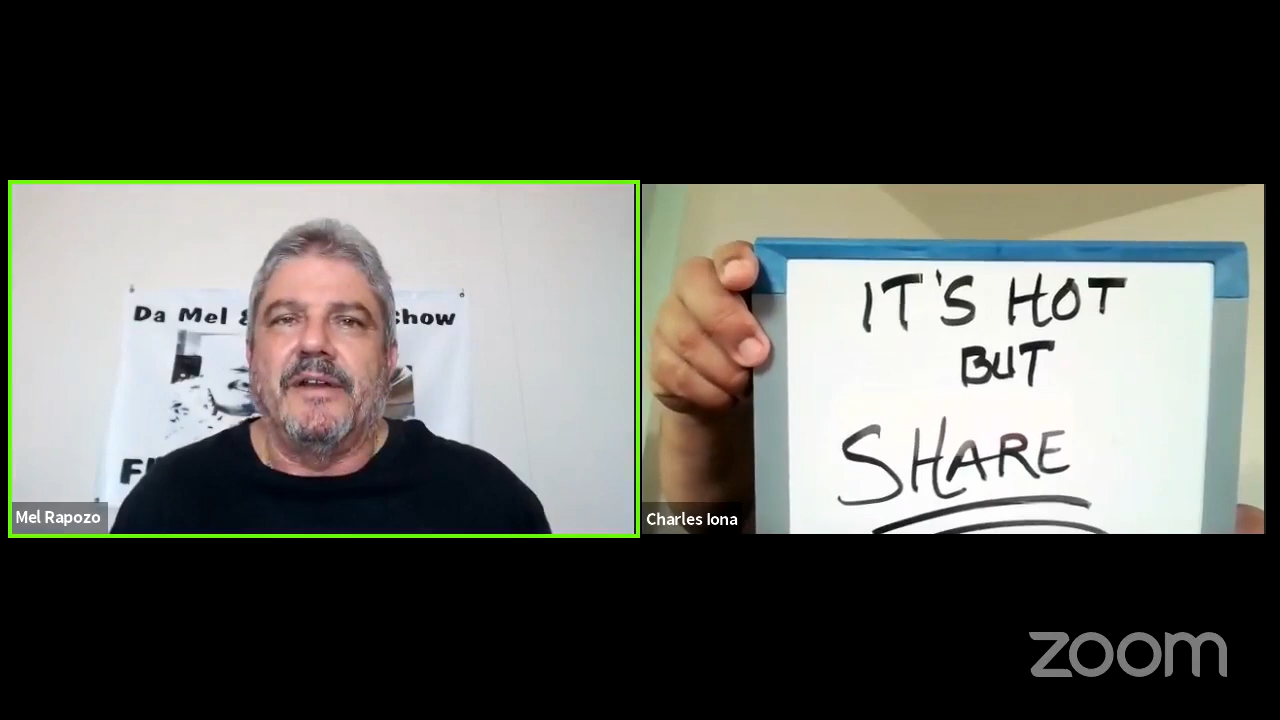 Da Mel &
Show
Mel Rapozo
IT'S HOT
BUT
SHARE
Charles Iona
zoom